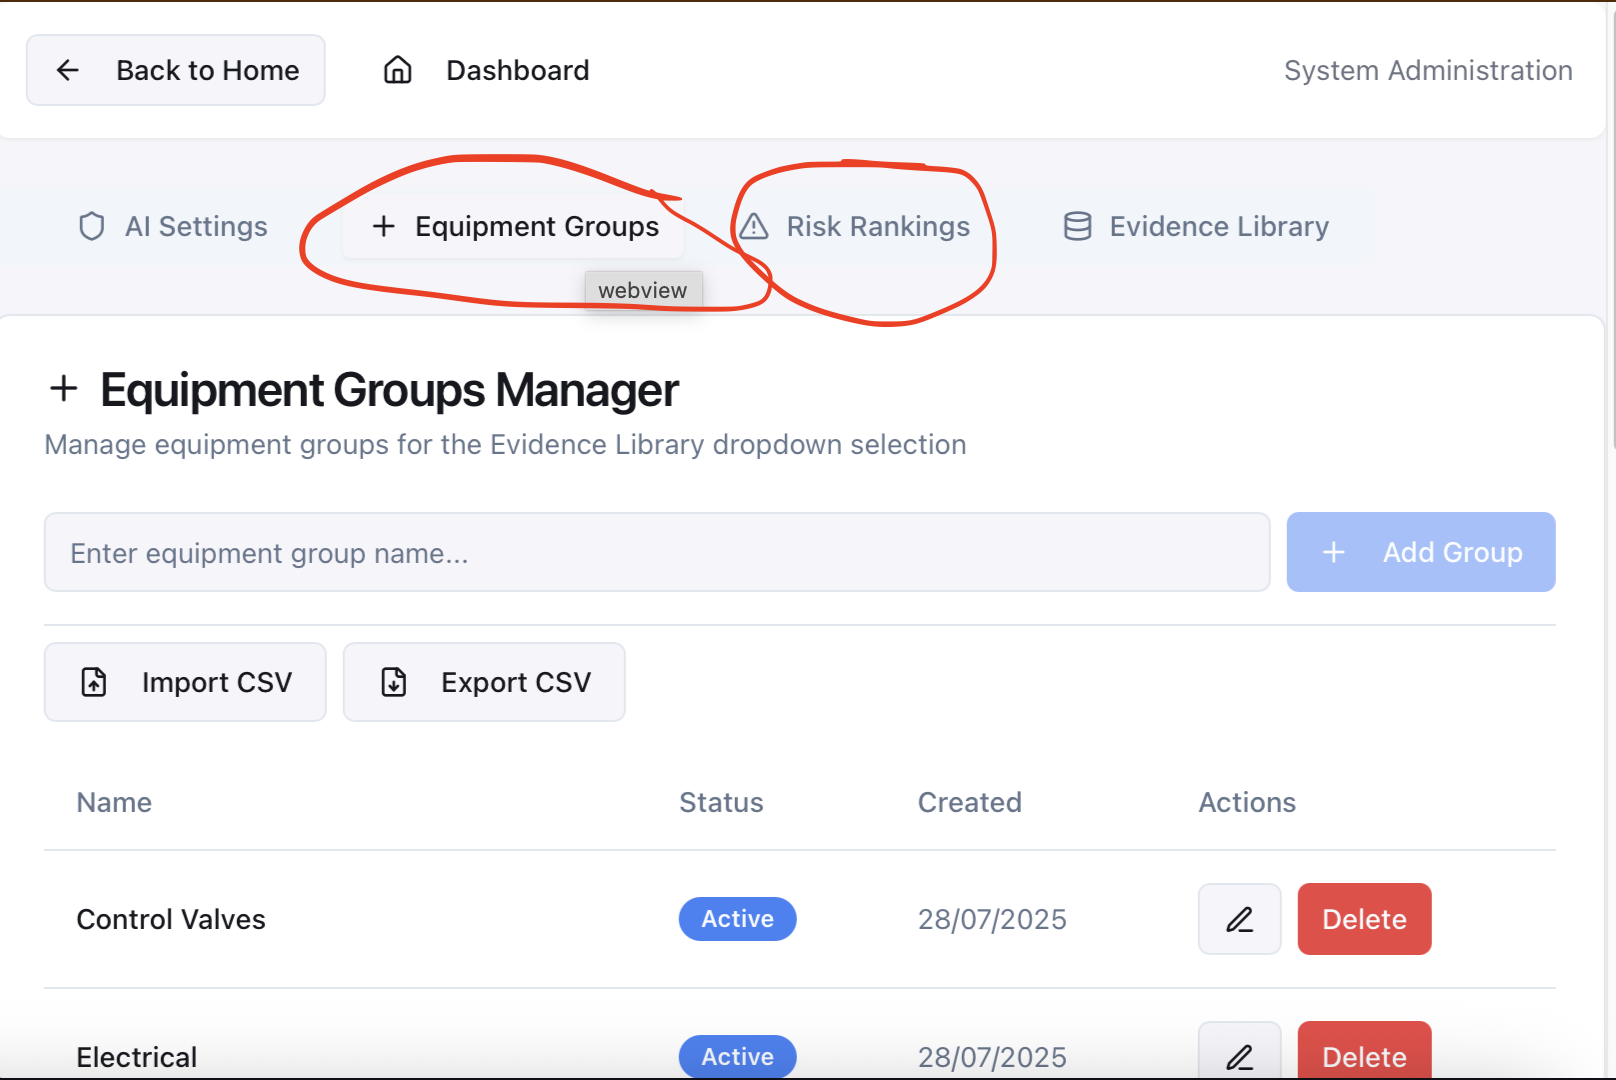 Back to Home
Dashboard
System Administration
AI Settings
Equipment Groups
Risk Rankings
Evidence Library
webview
Equipment Groups Manager
Manage equipment groups for the Evidence Library dropdown selection
Enter equipment group name...
Add Group
Import CSV
Export CSV
Name Status Created Actions
Control Valves Active 28/07/2025 Delete
Electrical Active 28/07/2025 Delete